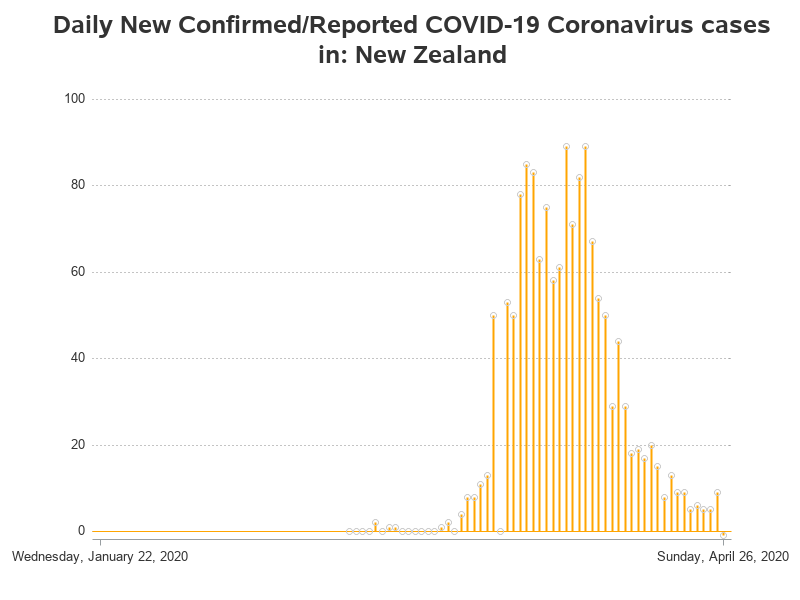 Daily New Confirmed/Reported COVID-19 Coronavirus cases
in: New Zealand
100
80
60
40
20
0
Wednesday, January 22, 2020
Sunday, April 26, 2020